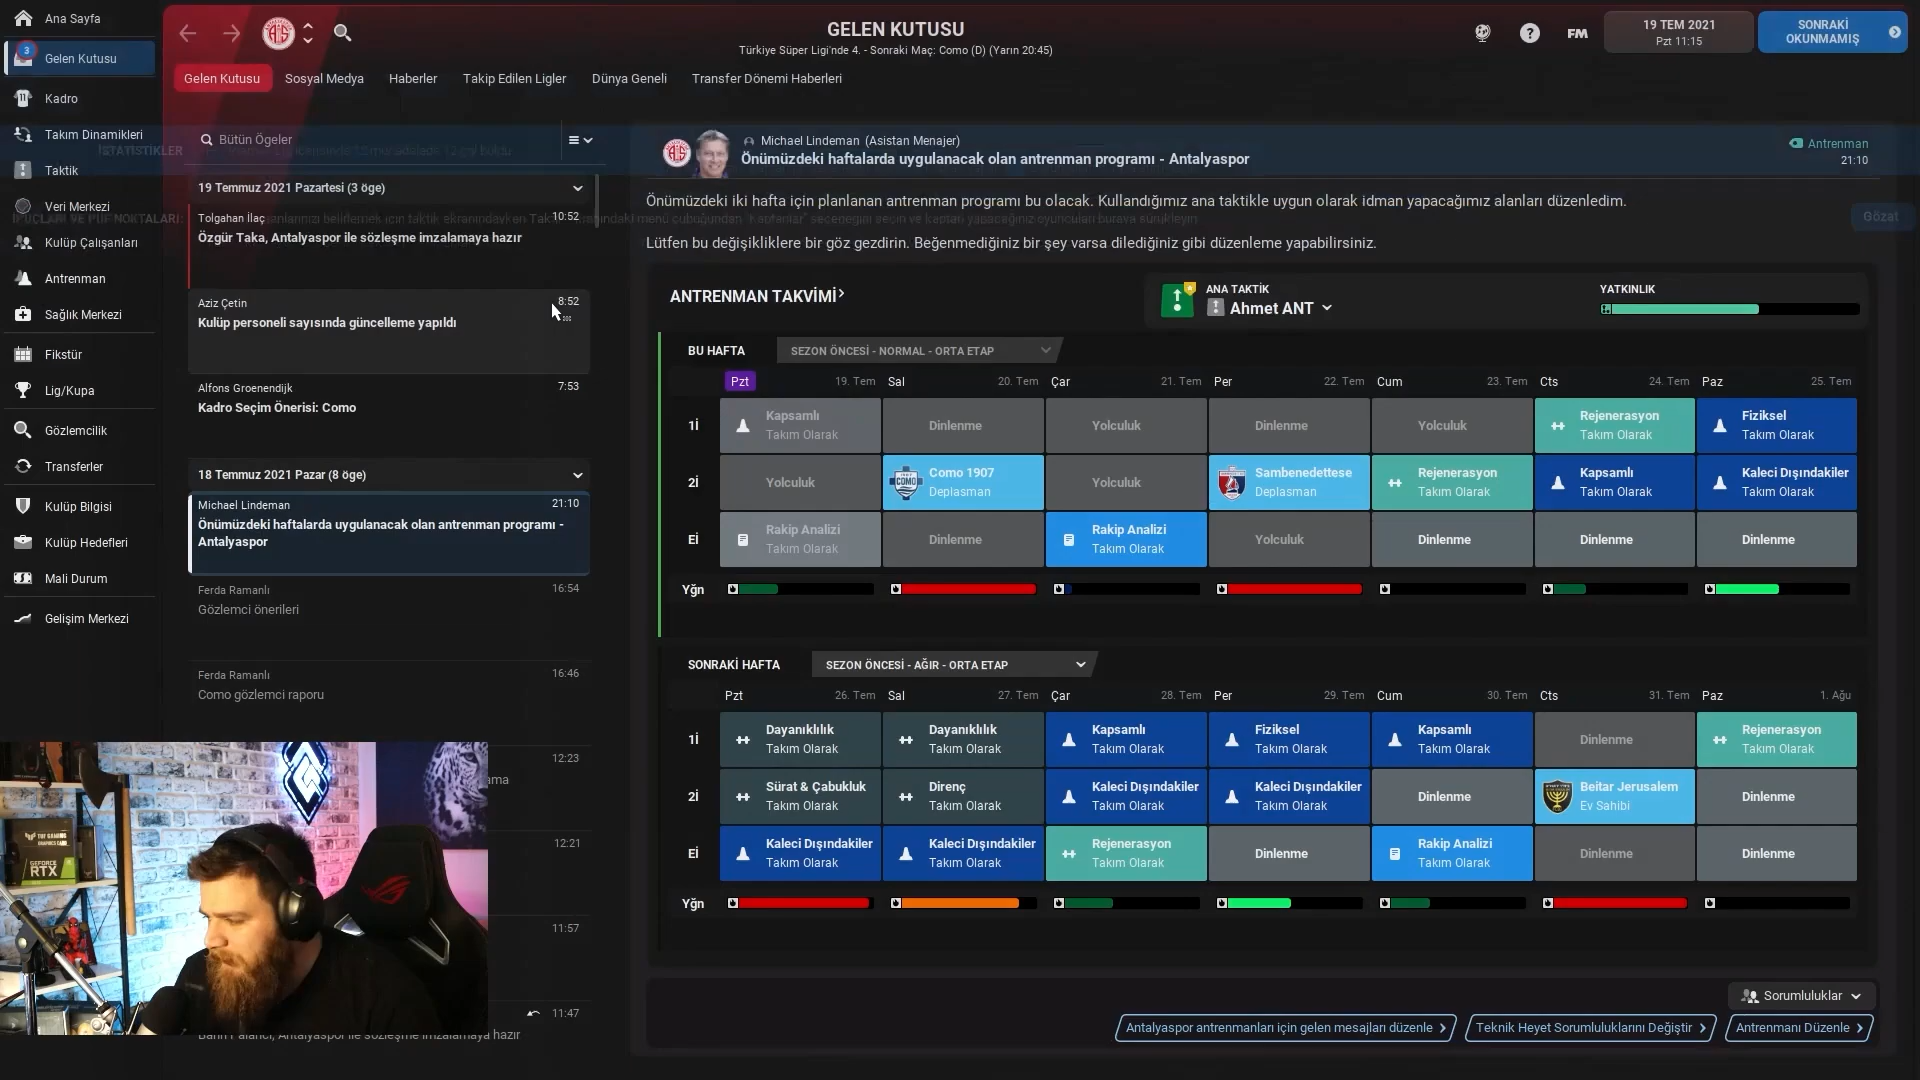 Ana Sayfa
3
Gelen Kutusu
Kadro
Takım Dinamikleri
Taktik
Veri Merkezi
Kulüp Çalışanları
Antrenman
Sağlık Merkezi
Fikstür
Lig/Kupa
Gözlemcilik
Transferler
Kulüp Bilgisi
Kulüp Hedefleri
Mali Durum
Gelişim Merkezi
GELEN KUTUSU
Türkiye Süper Ligi'nde 4. - Sonraki Maç: Como (D) (Yarın 20:45)
FM
19 TEM 2021
Pzt 11:15
SONRAKİ
OKUNMAMIŞ
Gelen Kutusu
Sosyal Medya
Haberler
Takip Edilen Ligler
Dünya Geneli
Transfer Dönemi Haberleri
Bütün Ögeler
İSTATİSTİKLER
19 Temmuz 2021 Pazartesi (3 öge)
Tolgahan İlaç
10:52
Özgür Taka, Antalyaspor ile sözleşme imzalamaya hazır
Aziz Çetin
8:52
Kulüp personeli sayısında güncelleme yapıldı
Alfons Groenendijk
7:53
Kadro Seçim Önerisi: Como
18 Temmuz 2021 Pazar (8 öge)
Michael Lindeman
21:10
Önümüzdeki haftalarda uygulanacak olan antrenman programı -
Antalyaspor
Ferda Ramanlı
16:54
Gözlemci önerileri
Ferda Ramanlı
16:46
Como gözlemci raporu
12:23
12:21
11:57
11:47
Antalyaspor ile sözleşme imzalamaya hazır
GEFORCE
RTX
Michael Lindeman (Asistan Menajer)
Önümüzdeki haftalarda uygulanacak olan antrenman programı - Antalyaspor
Antrenman
21:10
Önümüzdeki iki hafta için planlanan antrenman programı bu olacak. Kullandığımız ana taktikle uygun olarak idman yapacağımız alanları düzenledim.
Gözat
Lütfen bu değişikliklere bir göz gezdirin. Beğenmediğiniz bir şey varsa dilediğiniz gibi düzenleme yapabilirsiniz.
ANTRENMAN TAKVİMİ
ANA TAKTİK
Ahmet ANT
YATKINLIK
BU HAFTA
SEZON ÖNCESİ - NORMAL - ORTA ETAP
Pzt 19. Tem Sal 20. Tem Çar 21. Tem Per 22. Tem Cum 23. Tem Cts 24. Tem Paz 25. Tem
1İ
Kapsamlı
Takım Olarak
Dinlenme
Yolculuk
Dinlenme
Yolculuk
Rejenerasyon
Takım Olarak
Fiziksel
Takım Olarak
2İ
Yolculuk
COMO
Como 1907
Deplasman
Yolculuk
Sambenedettese
Deplasman
Rejenerasyon
Takım Olarak
Kapsamlı
Takım Olarak
Kaleci Dışındakiler
Takım Olarak
Eİ
Rakip Analizi
Takım Olarak
Dinlenme
Rakip Analizi
Takım Olarak
Yolculuk
Dinlenme
Dinlenme
Dinlenme
Yğn
SONRAKİ HAFTA
SEZON ÖNCESİ - AĞIR - ORTA ETAP
Pzt 26. Tem Sal 27. Tem Çar 28. Tem Per 29. Tem Cum 30. Tem Cts 31. Tem Paz 1. Ağu
1İ
Dayanıklılık
Takım Olarak
Dayanıklılık
Takım Olarak
Kapsamlı
Takım Olarak
Fiziksel
Takım Olarak
Kapsamlı
Takım Olarak
Dinlenme
Rejenerasyon
Takım Olarak
2İ
Sürat & Çabukluk
Takım Olarak
Direnç
Takım Olarak
Kaleci Dışındakiler
Takım Olarak
Kaleci Dışındakiler
Takım Olarak
Dinlenme
Beitar Jerusalem
Ev Sahibi
Dinlenme
Eİ
Kaleci Dışındakiler
Takım Olarak
Kaleci Dışındakiler
Takım Olarak
Rejenerasyon
Takım Olarak
Dinlenme
Rakip Analizi
Takım Olarak
Dinlenme
Dinlenme
Yğn
Sorumluluklar
Antalyaspor antrenmanları için gelen mesajları düzenle
Teknik Heyet Sorumluluklarını Değiştir
Antrenmanı Düzenle